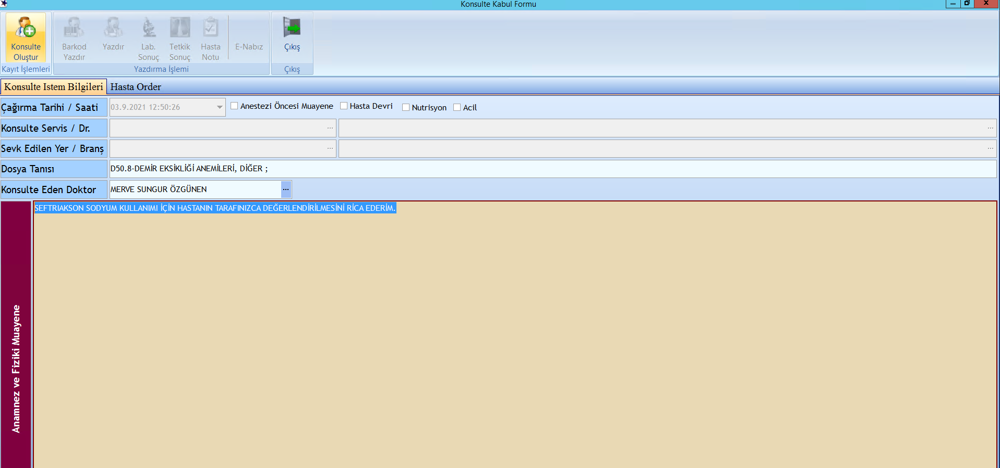 Konsulte Kabul Formu
Konsulte
Oluştur
Barkod
Yazdır
Yazdır
Lab.
Sonuç
Tetkik
Sonuç
Hasta
Notu
E-Nabız
Çıkış
Kayıt İşlemleri
Yazdırma İşlemi
Çıkış
Konsulte Istem Bilgileri
Hasta Order
Çağırma Tarihi / Saati
03.9.2021 12:50:26
Anestezi Öncesi Muayene
Hasta Devri
Nutrisyon
Acil
Konsulte Servis / Dr.
...
...
Sevk Edilen Yer / Branş
...
...
Dosya Tanısı
D50.8-DEMİR EKSİKLİĞİ ANEMİLERİ, DİĞER ;
Konsulte Eden Doktor
MERVE SUNGUR ÖZGÜNEN
...
SEFTRIAKSON SODYUM KULLANIMI İÇİN HASTANIN TARAFINIZCA DEĞERLENDİRİLMESİNİ RİCA EDERİM.
Anamnez ve Fiziki Muayene